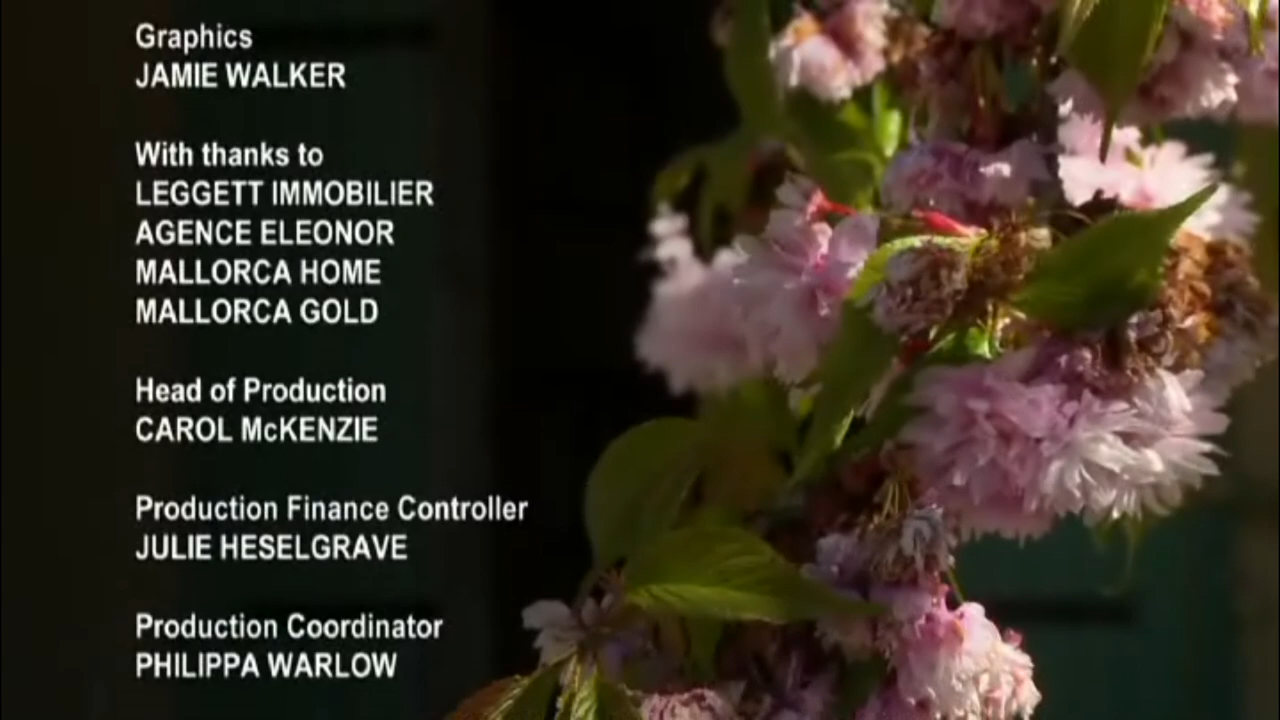 Graphics
JAMIE WALKER
With thanks to
LEGGETT IMMOBILIER
AGENCE ELEONOR
MALLORCA HOME
MALLORCA GOLD
Head of Production
CAROL McKENZIE
Production Finance Controller
JULIE HESELGRAVE
Production Coordinator
PHILIPPA WARLOW